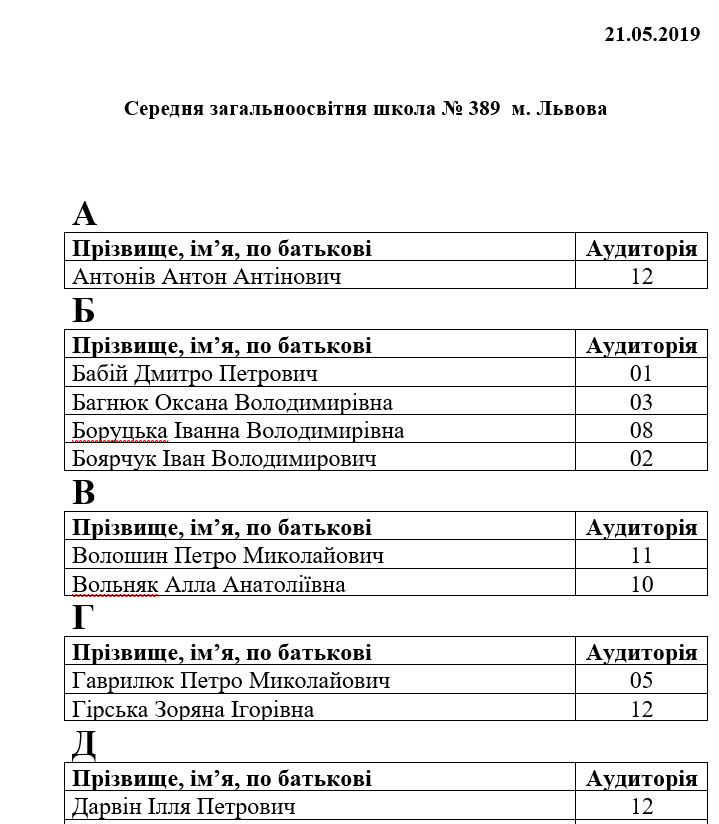 21.05.2019
Середня загальноосвітня школа № 389 м. Львова
А
Прізвище, ім’я, по батькові Аудиторія
Антонів Антон Антінович 12
Б
Прізвище, ім’я, по батькові Аудиторія
Бабій Дмитро Петрович 01
Багнюк Оксана Володимирівна 03
Боруцька Іванна Володимирівна 08
Боярчук Іван Володимирович 02
В
Прізвище, ім’я, по батькові Аудиторія
Волошин Петро Миколайович 11
Вольняк Алла Анатоліївна 10
Г
Прізвище, ім’я, по батькові Аудиторія
Гаврилюк Петро Миколайович 05
Гірська Зоряна Ігорівна 12
Д
Прізвище, ім’я, по батькові Аудиторія
Дарвін Ілля Петрович 12